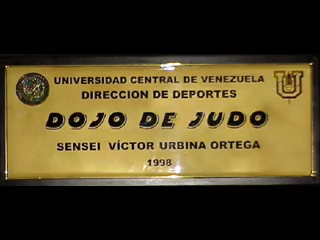 UNIVERSIDAD CENTRAL DE VENEZUELA
DIRECCION DE DEPORTES
DOJO DE JUDO
SENSEI VÍCTOR URBINA ORTEGA
1998